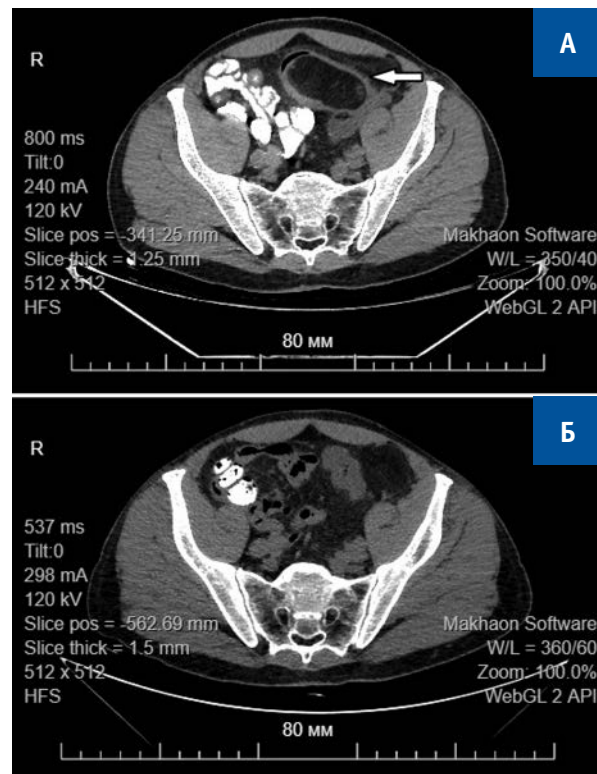 А
R
800 ms
Tilt:0
240 mA
120 kV
Slice pos = -341.25 mm
Slice thick = 1.25 mm
512 x 512
HFS
Makhaon Software
W/L = 350/40
Zoom: 100.0%
WebGL 2 API
80 мм
Б
R
537 ms
Tilt:0
298 mA
120 kV
Slice pos = -562.69 mm
Slice thick = 1.5 mm
512 x 512
HFS
Makhaon Software
W/L = 360/60
Zoom: 100.0%
WebGL 2 API
80 мм